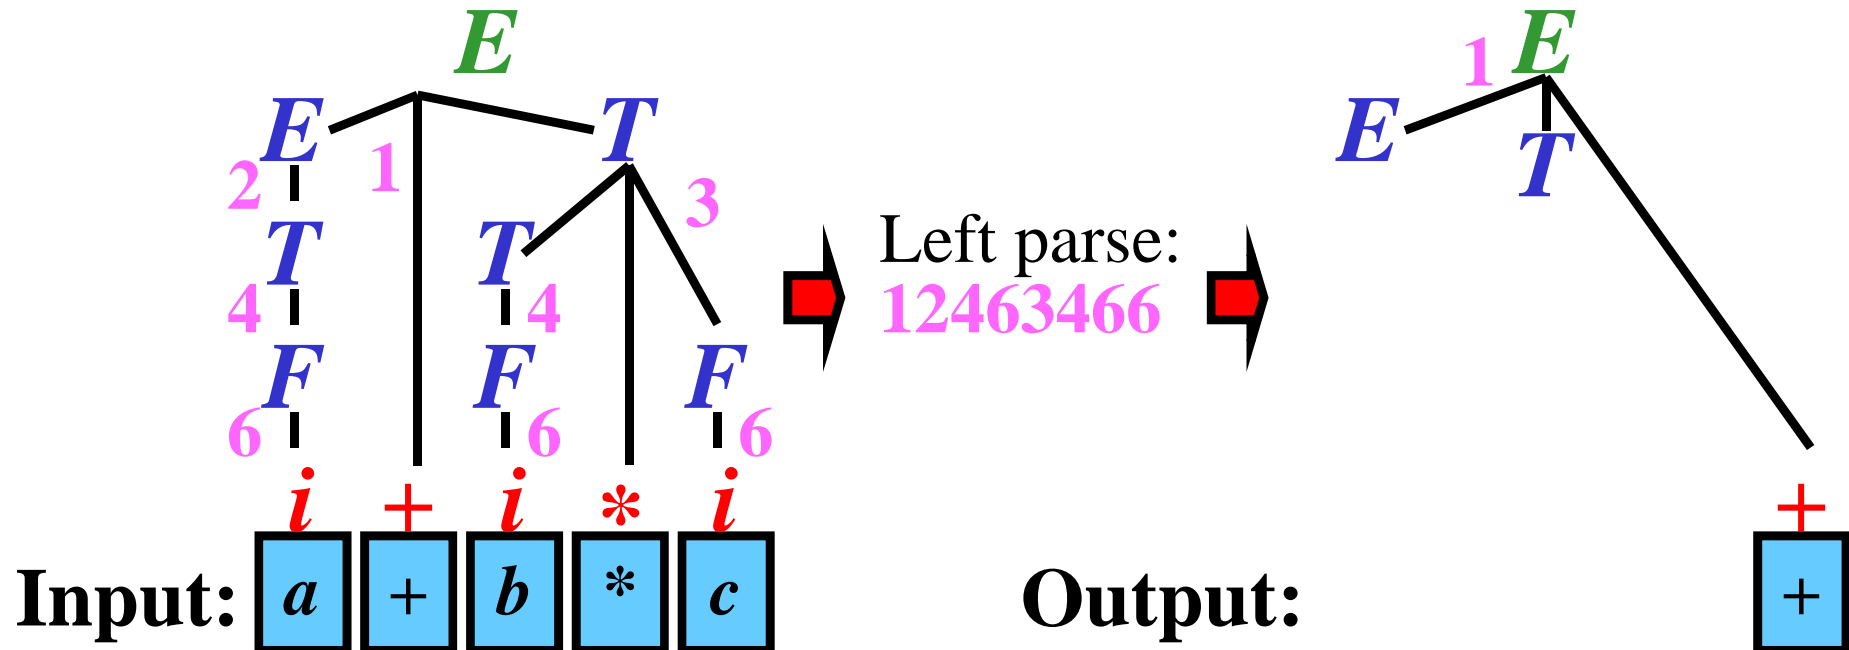 E
E T
2 1 3
T T
4 4
F F F
6 6 6
i + i * i
Input: a + b * c
Left parse:
12463466
1 E
E T
+
Output: +